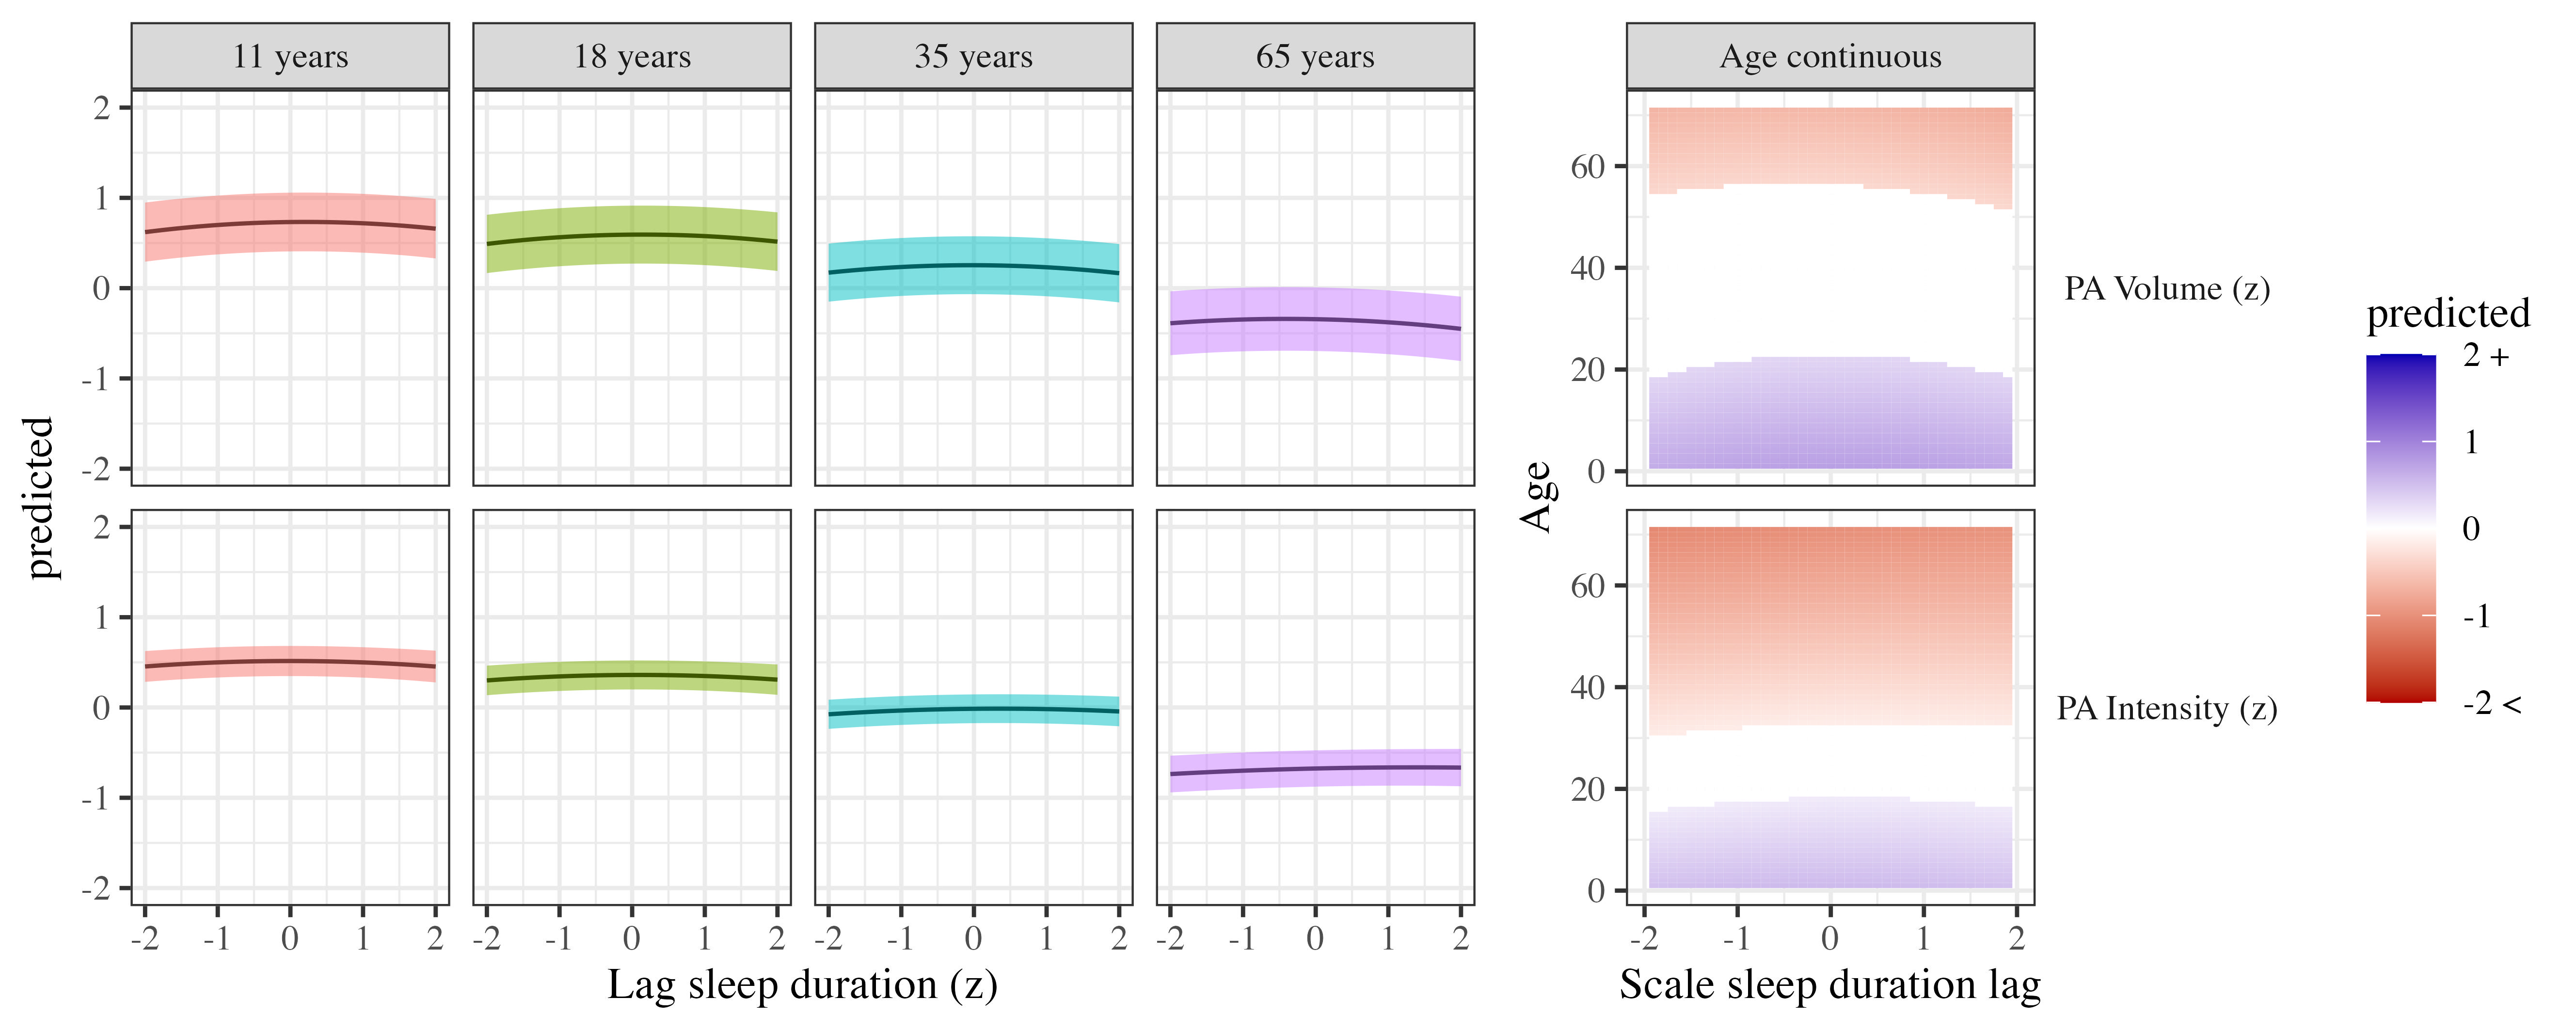 11 years
18 years
35 years
65 years
Age continuous
predicted
2
1
0
-1
-2
2
1
0
-1
-2
-2 -1 0 1 2
-2 -1 0 1 2
-2 -1 0 1 2
-2 -1 0 1 2
Lag sleep duration (z)
Age
60
40
20
0
60
40
20
0
-2 -1 0 1 2
Scale sleep duration lag
PA Volume (z)
PA Intensity (z)
predicted
2 +
1
0
-1
-2 <